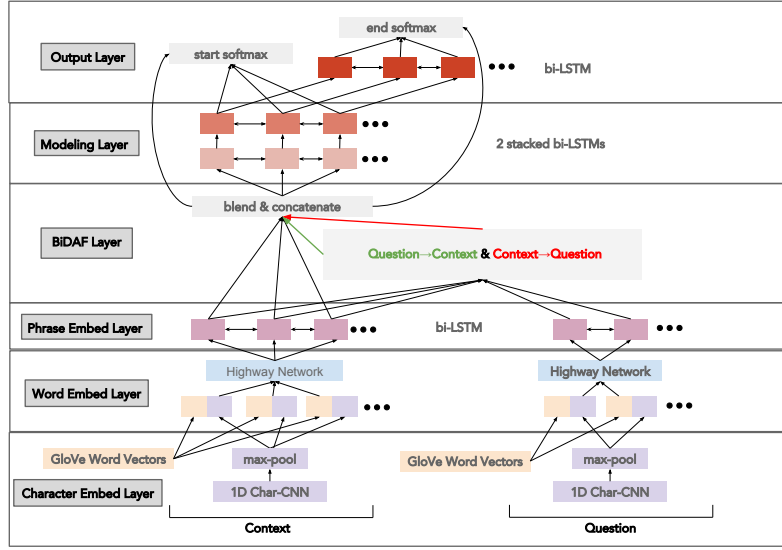 end softmax
Output Layer
start softmax
bi-LSTM
Modeling Layer
2 stacked bi-LSTMs
blend & concatenate
BiDAF Layer
Question→Context & Context→Question
Phrase Embed Layer
bi-LSTM
Highway Network
Highway Network
Word Embed Layer
GloVe Word Vectors
max-pool
GloVe Word Vectors
max-pool
Character Embed Layer
1D Char-CNN
1D Char-CNN
Context
Question